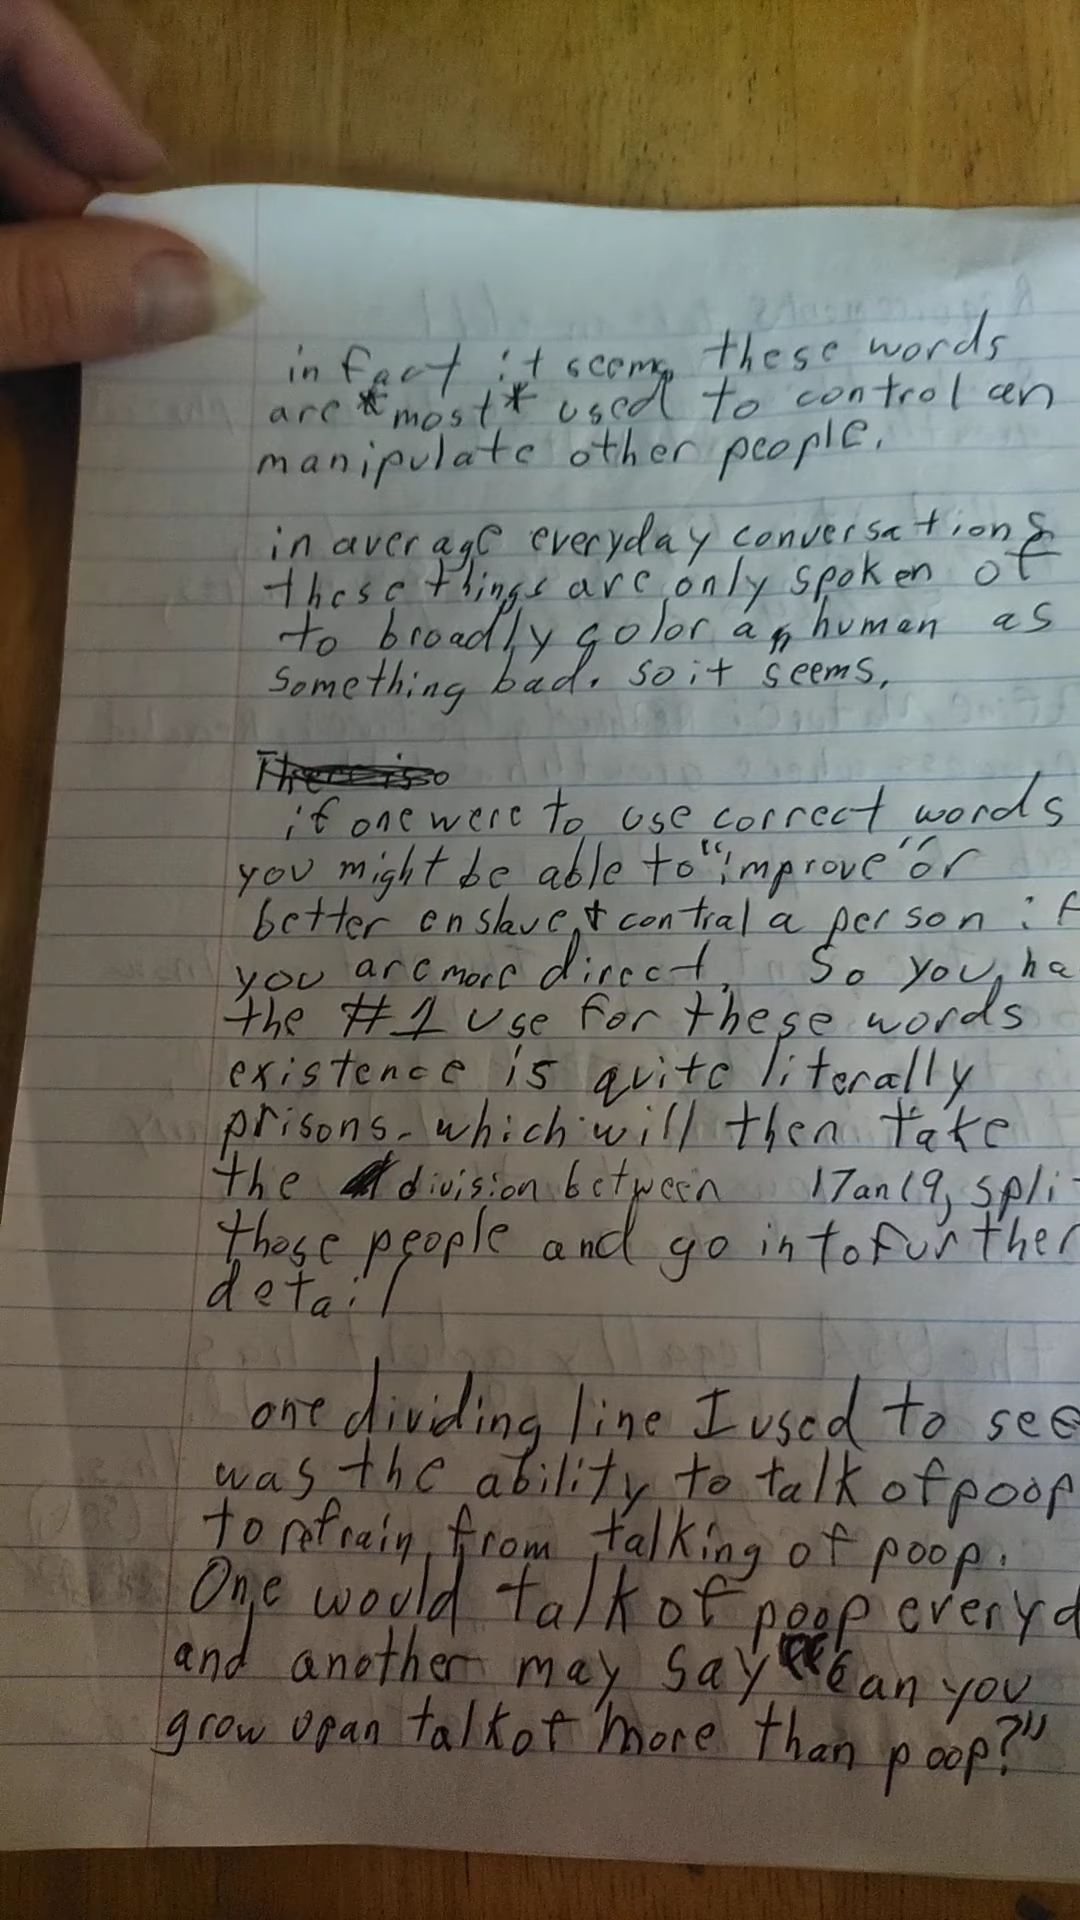 in fact it seems these words
are *most* used to control an
manipulate other people.
in average everyday conversations
these things are only spoken of
to broadly color an human as
something bad. so it seems.
if one were to use correct words
you might be able to "improve" or
better enslave & control a person if
you are more direct. So you ha
the #1 use for these words
existence is quite literally
prisons. which will then take
the division between 17an19, spli
those people and go into further
detail
one dividing line I used to see
was the ability to talk of poop
to refrain from talking of poop.
One would talk of poop everyd
and another may say "Can you
grow upan talk of more than poop?"